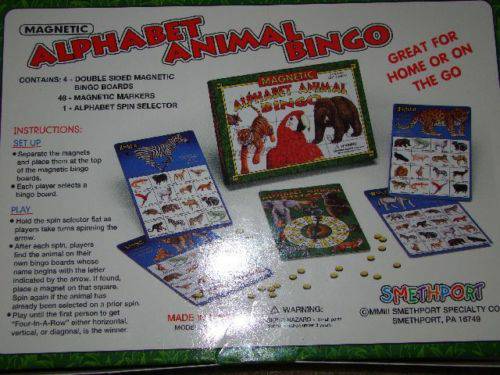 MAGNETIC
ALPHABET
ANIMAL
BINGO
GREAT FOR
HOME OR ON
THE GO
CONTAINS: 4 - DOUBLE SIDED MAGNETIC
BINGO BOARDS
48 - MAGNETIC MARKERS
1 - ALPHABET SPIN SELECTOR
MAGNETIC
ALPHABET ANIMAL
BINGO
INSTRUCTIONS:
SET UP
• Separate the magnets
and place them at the top
of the magnetic bingo
boards.
• Each player selects a
bingo board.
PLAY
• Hold the spin selector flat as
players take turns spinning the
arrow.
• After each spin, players
find the animal on their
own bingo boards whose
name begins with the letter
indicated by the arrow. If found,
place a magnet on that square.
Spin again if the animal has
already been selected on a prior spin.
• Play until the first person to get
"Four-In-A-Row" either horizontal,
vertical, or diagonal, is the winner.
ALPHABET ANIMAL
MADE IN
MODE
WARNING:
HAZARD
SMETHPORT
©MMIII SMETHPORT SPECIALTY CO
SMETHPORT, PA 16749